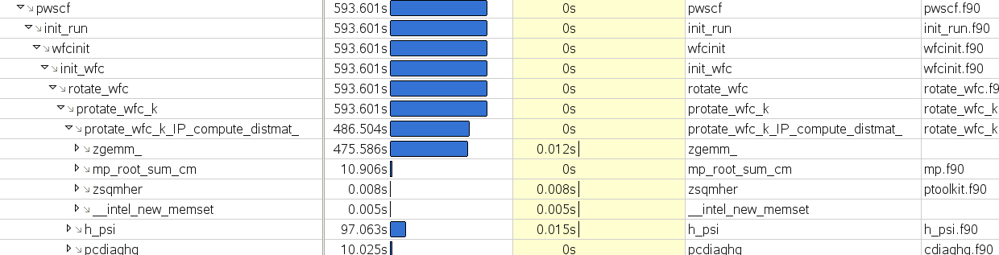 pwscf 593.601s 0s pwscf pwscf.f90
init_run 593.601s 0s init_run init_run.f90
wfcinit 593.601s 0s wfcinit wfcinit.f90
init_wfc 593.601s 0s init_wfc wfcinit.f90
rotate_wfc 593.601s 0s rotate_wfc rotate_wfc.f9
protate_wfc_k 593.601s 0s protate_wfc_k rotate_wfc_k
protate_wfc_k_IP_compute_distmat_ 486.504s 0s protate_wfc_k_IP_compute_distmat_ rotate_wfc_k
zgemm_ 475.586s 0.012s zgemm_
mp_root_sum_cm 10.906s 0s mp_root_sum_cm mp.f90
zsqmher 0.008s 0.008s zsqmher ptoolkit.f90
__intel_new_memset 0.005s 0.005s __intel_new_memset
h_psi 97.063s 0.015s h_psi h_psi.f90
pcdiaghg 10.025s 0s pcdiaghg cdiaghg.f90